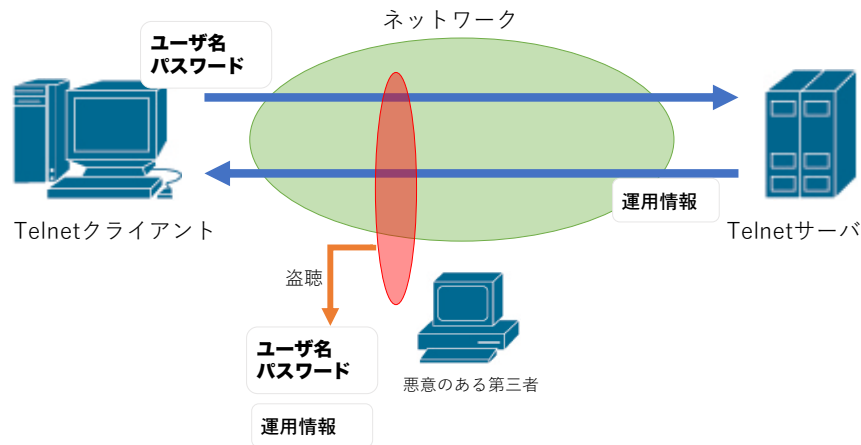 ネットワーク
ユーザ名
パスワード
運用情報
Telnetクライアント
Telnetサーバ
盗聴
ユーザ名
パスワード
悪意のある第三者
運用情報